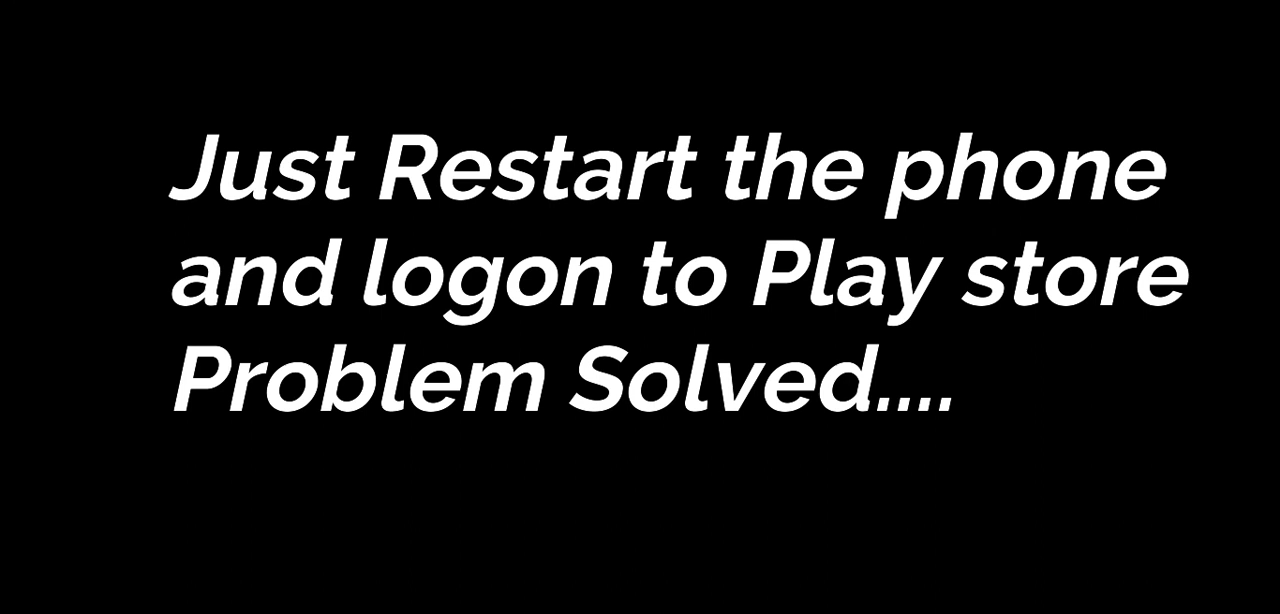 Just Restart the phone
and logon to Play store
Problem Solved....